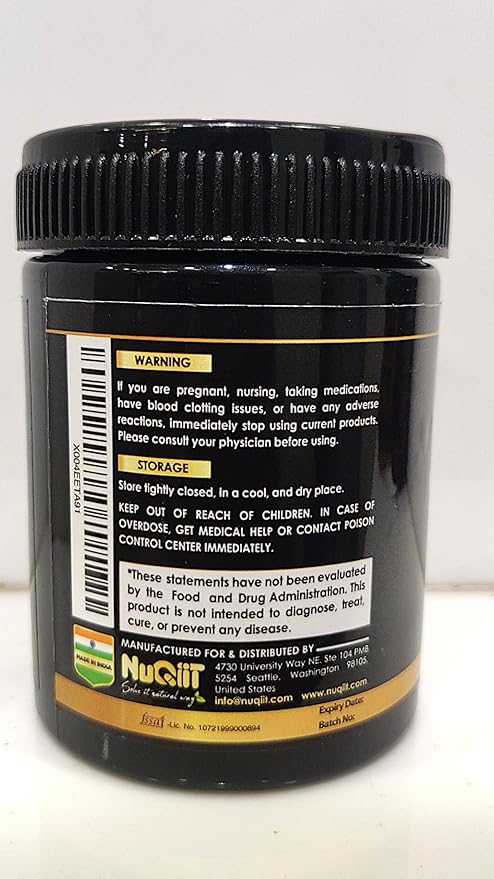 WARNING
If you are pregnant, nursing, taking medications,
have blood clotting issues, or have any adverse
reactions, immediately stop using current products.
Please consult your physician before using.
STORAGE
Store tightly closed, in a cool, and dry place.
KEEP OUT OF REACH OF CHILDREN. IN CASE OF
OVERDOSE, GET MEDICAL HELP OR CONTACT POISON
CONTROL CENTER IMMEDIATELY.
X004EETA91
*These statements have not been evaluated
by the Food and Drug Administration. This
product is not intended to diagnose, treat,
cure, or prevent any disease.
MADE IN INDIA
MANUFACTURED FOR & DISTRIBUTED BY
NuQiiT
Solve it natural way
4730 University Way NE. Ste 104 PMB
5254 Seattle, Washington 98105,
United States
info@nuqiit.com www.nuqiit.com
fssai -Lic. No. 10721999000694
Expiry Date:
Batch No: